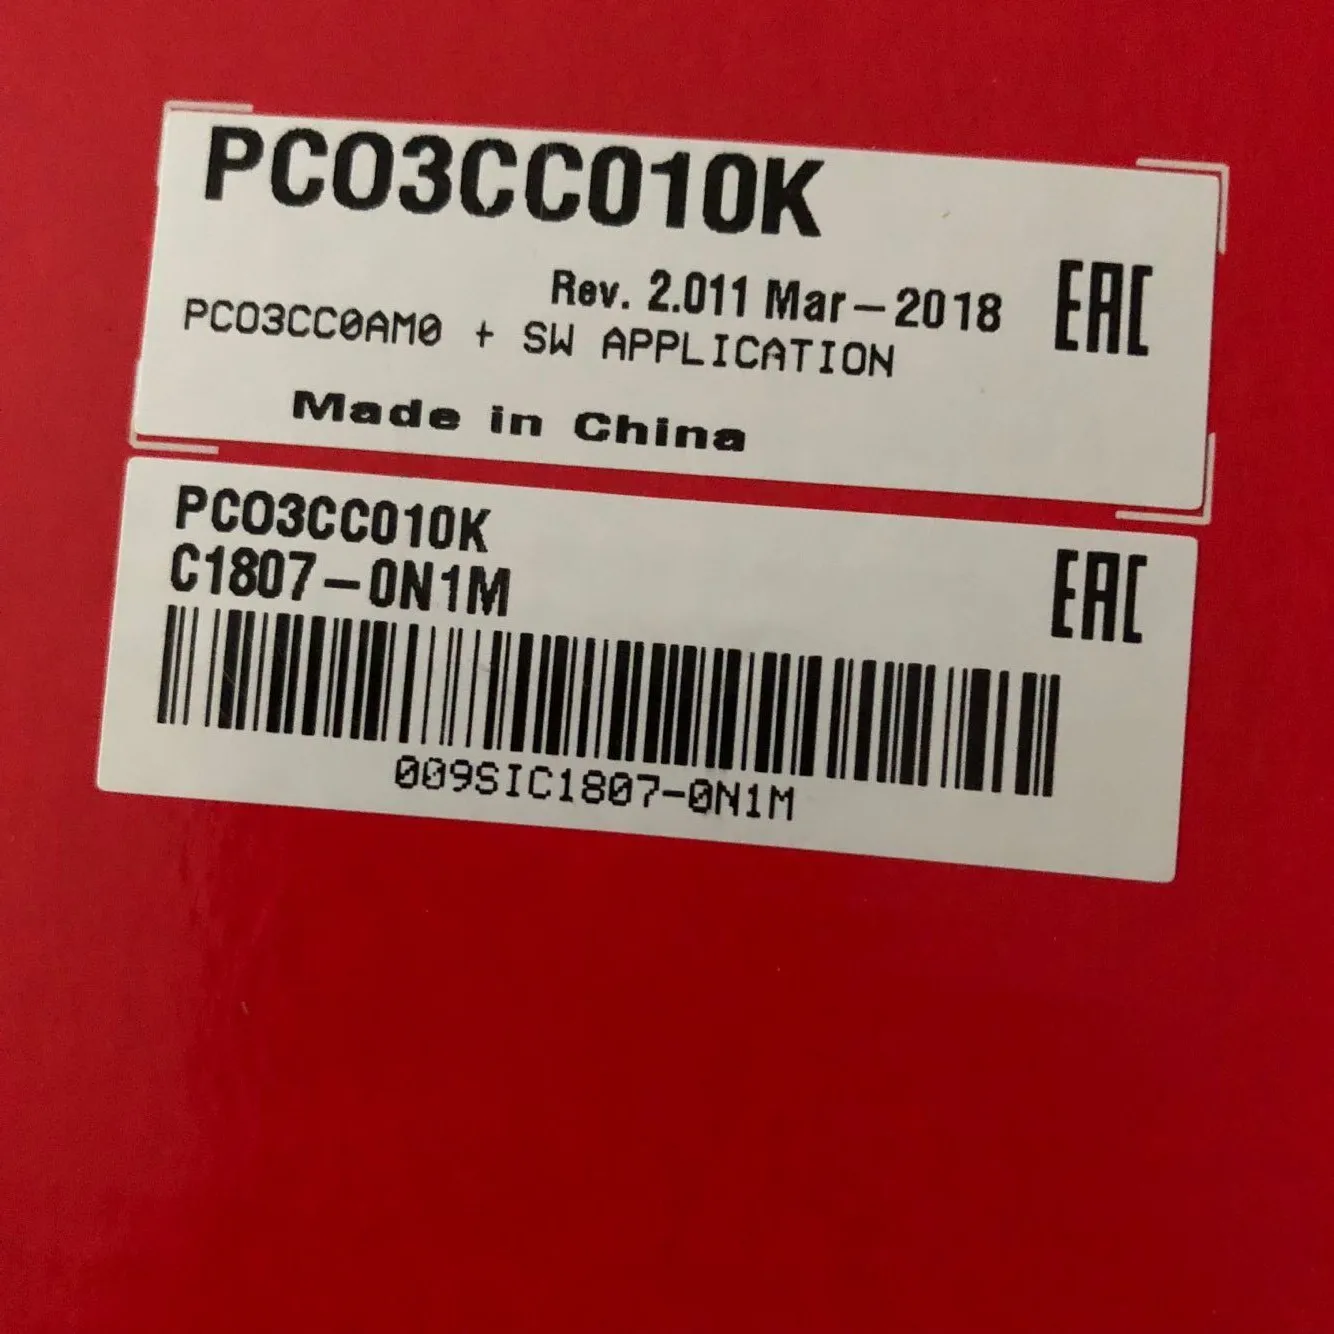 PCO3CC010K
Rev. 2.011 Mar-2018
EAC
PCO3CC0AM0 + SW APPLICATION
Made in China
PCO3CC010K
C1807-0N1M
EAC
009SIC1807-0N1M